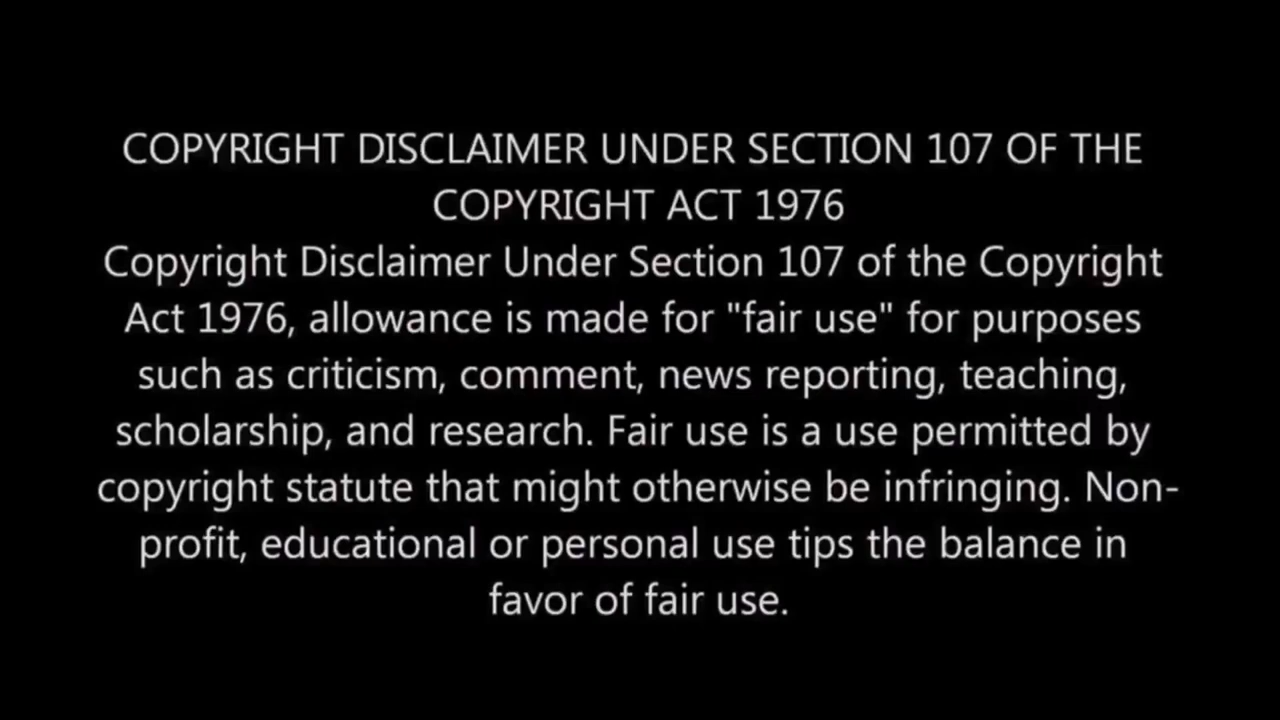 COPYRIGHT DISCLAIMER UNDER SECTION 107 OF THE
COPYRIGHT ACT 1976
Copyright Disclaimer Under Section 107 of the Copyright
Act 1976, allowance is made for "fair use" for purposes
such as criticism, comment, news reporting, teaching,
scholarship, and research. Fair use is a use permitted by
copyright statute that might otherwise be infringing. Non-
profit, educational or personal use tips the balance in
favor of fair use.